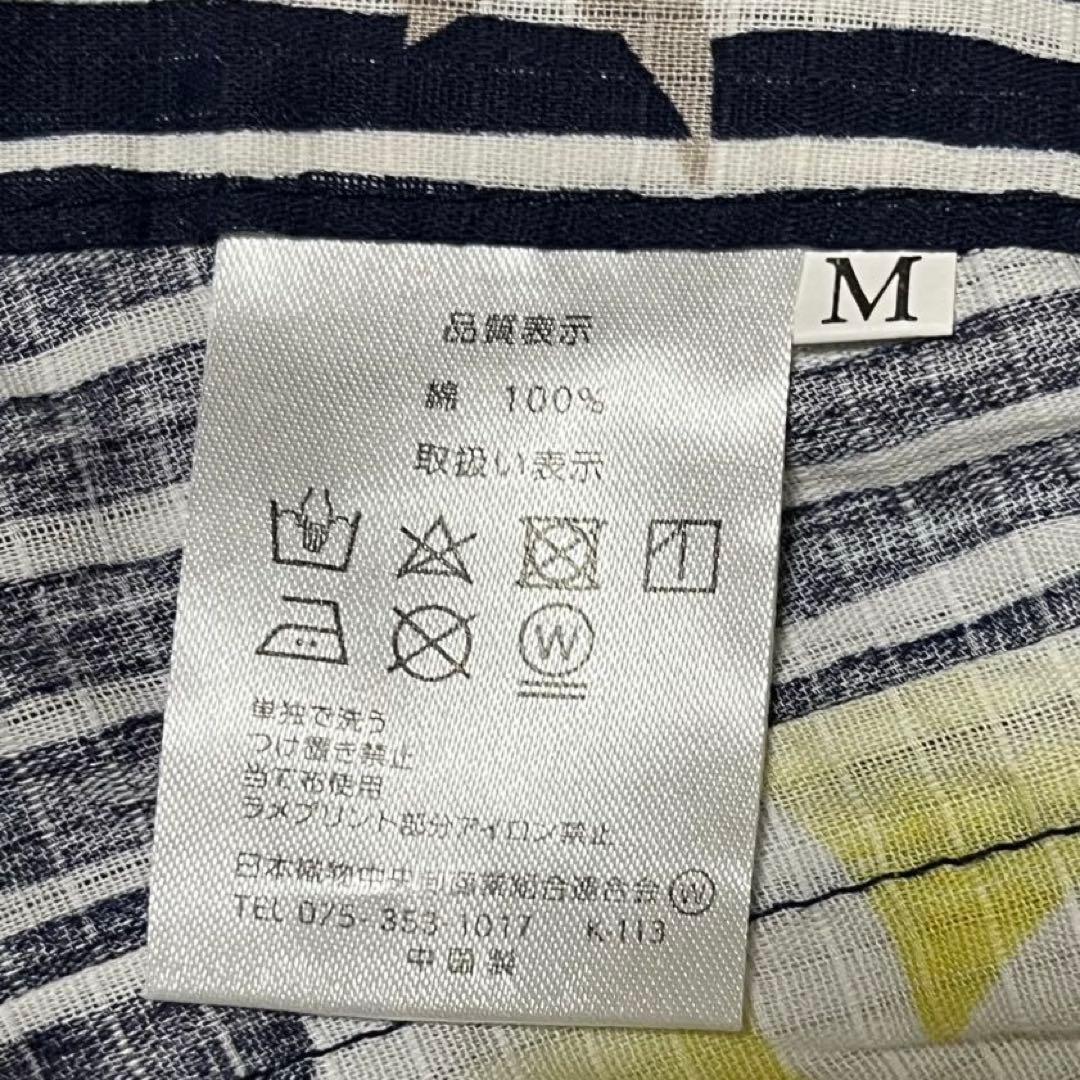 M
品質表示
綿 100%
取扱い表示
W
単独で洗う
つけ置き禁止
当て布使用
ラメプリント部分アイロン禁止
日本織物中央卸商業組合連合会 W
TEL 075-353-1017 K-113
中国製